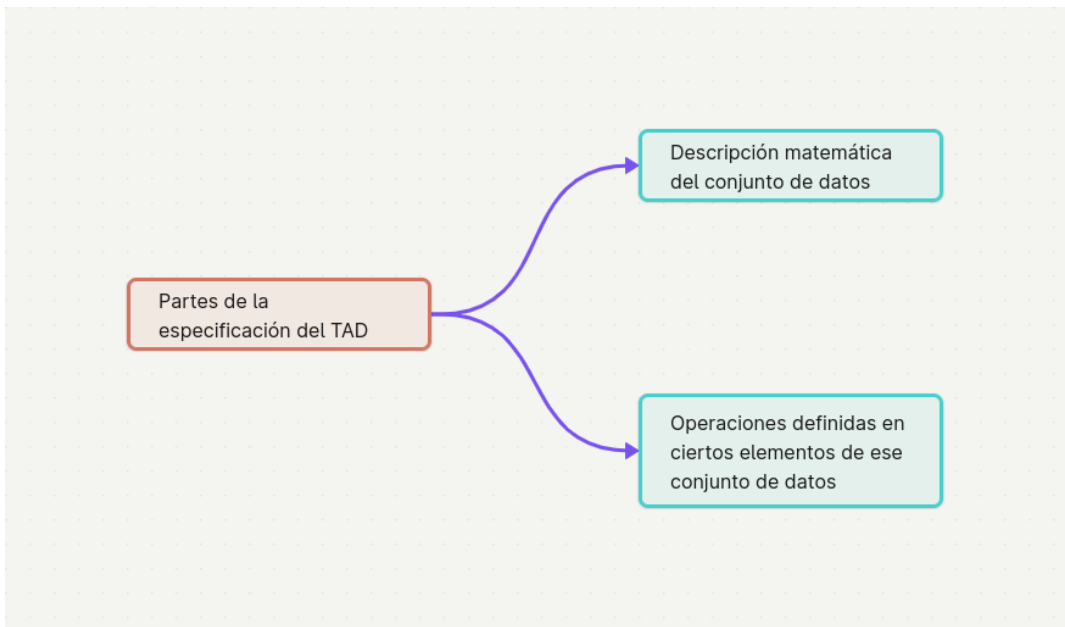 Partes de la
especificación del TAD
Descripción matemática
del conjunto de datos
Operaciones definidas en
ciertos elementos de ese
conjunto de datos